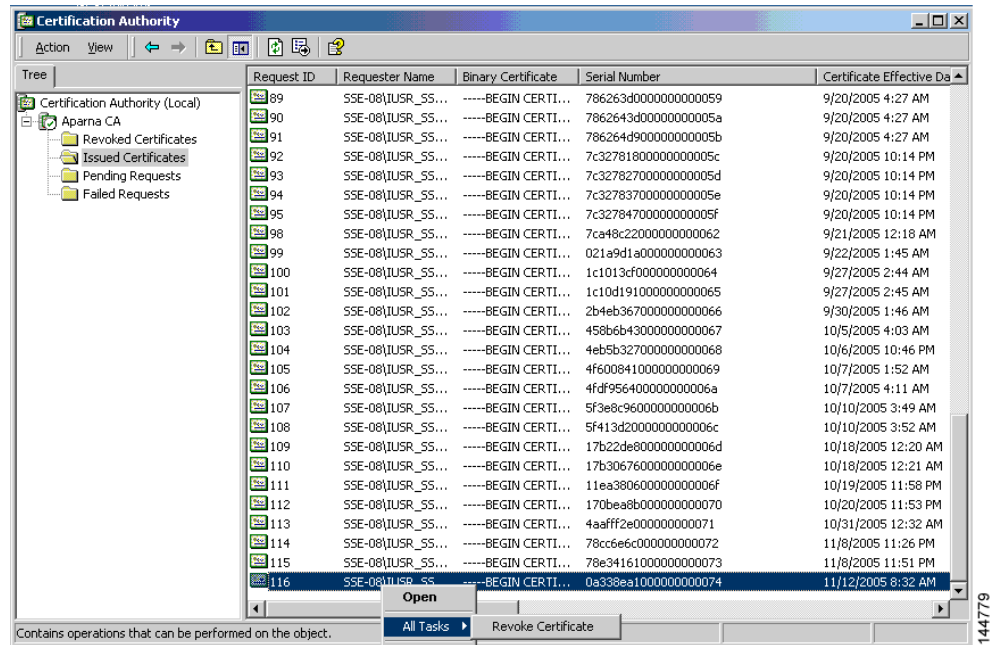 Certification Authority
Action View
Tree
Certification Authority (Local)
Aparna CA
Revoked Certificates
Issued Certificates
Pending Requests
Failed Requests
Request ID Requester Name Binary Certificate Serial Number Certificate Effective Da
89 SSE-08\IUSR_SS... -----BEGIN CERTI... 786263d0000000000059 9/20/2005 4:27 AM
90 SSE-08\IUSR_SS... -----BEGIN CERTI... 7862643d00000000005a 9/20/2005 4:27 AM
91 SSE-08\IUSR_SS... -----BEGIN CERTI... 786264d900000000005b 9/20/2005 4:27 AM
92 SSE-08\IUSR_SS... -----BEGIN CERTI... 7c32781800000000005c 9/20/2005 10:14 PM
93 SSE-08\IUSR_SS... -----BEGIN CERTI... 7c32782700000000005d 9/20/2005 10:14 PM
94 SSE-08\IUSR_SS... -----BEGIN CERTI... 7c32783700000000005e 9/20/2005 10:14 PM
95 SSE-08\IUSR_SS... -----BEGIN CERTI... 7c32784700000000005f 9/20/2005 10:14 PM
98 SSE-08\IUSR_SS... -----BEGIN CERTI... 7ca48c22000000000062 9/21/2005 12:18 AM
99 SSE-08\IUSR_SS... -----BEGIN CERTI... 021a9d1a000000000063 9/22/2005 1:45 AM
100 SSE-08\IUSR_SS... -----BEGIN CERTI... 1c1013cf000000000064 9/27/2005 2:44 AM
101 SSE-08\IUSR_SS... -----BEGIN CERTI... 1c10d191000000000065 9/27/2005 2:45 AM
102 SSE-08\IUSR_SS... -----BEGIN CERTI... 2b4eb367000000000066 9/30/2005 1:46 AM
103 SSE-08\IUSR_SS... -----BEGIN CERTI... 458b6b43000000000067 10/5/2005 4:03 AM
104 SSE-08\IUSR_SS... -----BEGIN CERTI... 4eb5b327000000000068 10/6/2005 10:46 PM
105 SSE-08\IUSR_SS... -----BEGIN CERTI... 4f600841000000000069 10/7/2005 1:52 AM
106 SSE-08\IUSR_SS... -----BEGIN CERTI... 4fdf956400000000006a 10/7/2005 4:11 AM
107 SSE-08\IUSR_SS... -----BEGIN CERTI... 5f3e8c9600000000006b 10/10/2005 3:49 AM
108 SSE-08\IUSR_SS... -----BEGIN CERTI... 5f413d2000000000006c 10/10/2005 3:52 AM
109 SSE-08\IUSR_SS... -----BEGIN CERTI... 17b22de800000000006d 10/18/2005 12:20 AM
110 SSE-08\IUSR_SS... -----BEGIN CERTI... 17b3067600000000006e 10/18/2005 12:21 AM
111 SSE-08\IUSR_SS... -----BEGIN CERTI... 11ea380600000000006f 10/19/2005 11:58 PM
112 SSE-08\IUSR_SS... -----BEGIN CERTI... 170bea8b000000000070 10/20/2005 11:53 PM
113 SSE-08\IUSR_SS... -----BEGIN CERTI... 4aafff2e000000000071 10/31/2005 12:32 AM
114 SSE-08\IUSR_SS... -----BEGIN CERTI... 78cc6e6c000000000072 11/8/2005 11:26 PM
115 SSE-08\IUSR_SS... -----BEGIN CERTI... 78e34161000000000073 11/8/2005 11:51 PM
116 SSE-08\IUSR_SS... -----BEGIN CERTI... 0a338ea1000000000074 11/12/2005 8:32 AM
Open
All Tasks Revoke Certificate
Contains operations that can be performed on the object.
144779